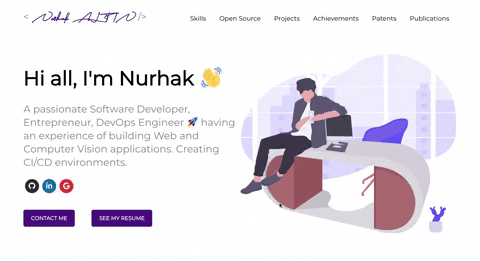 < Nurhak ALTIN />
Skills Open Source Projects Achievements Patents Publications
Hi all, I'm Nurhak 👋
A passionate Software Developer,
Entrepreneur, DevOps Engineer 🚀 having
an experience of building Web and
Computer Vision applications. Creating
CI/CD environments.
CONTACT ME SEE MY RESUME